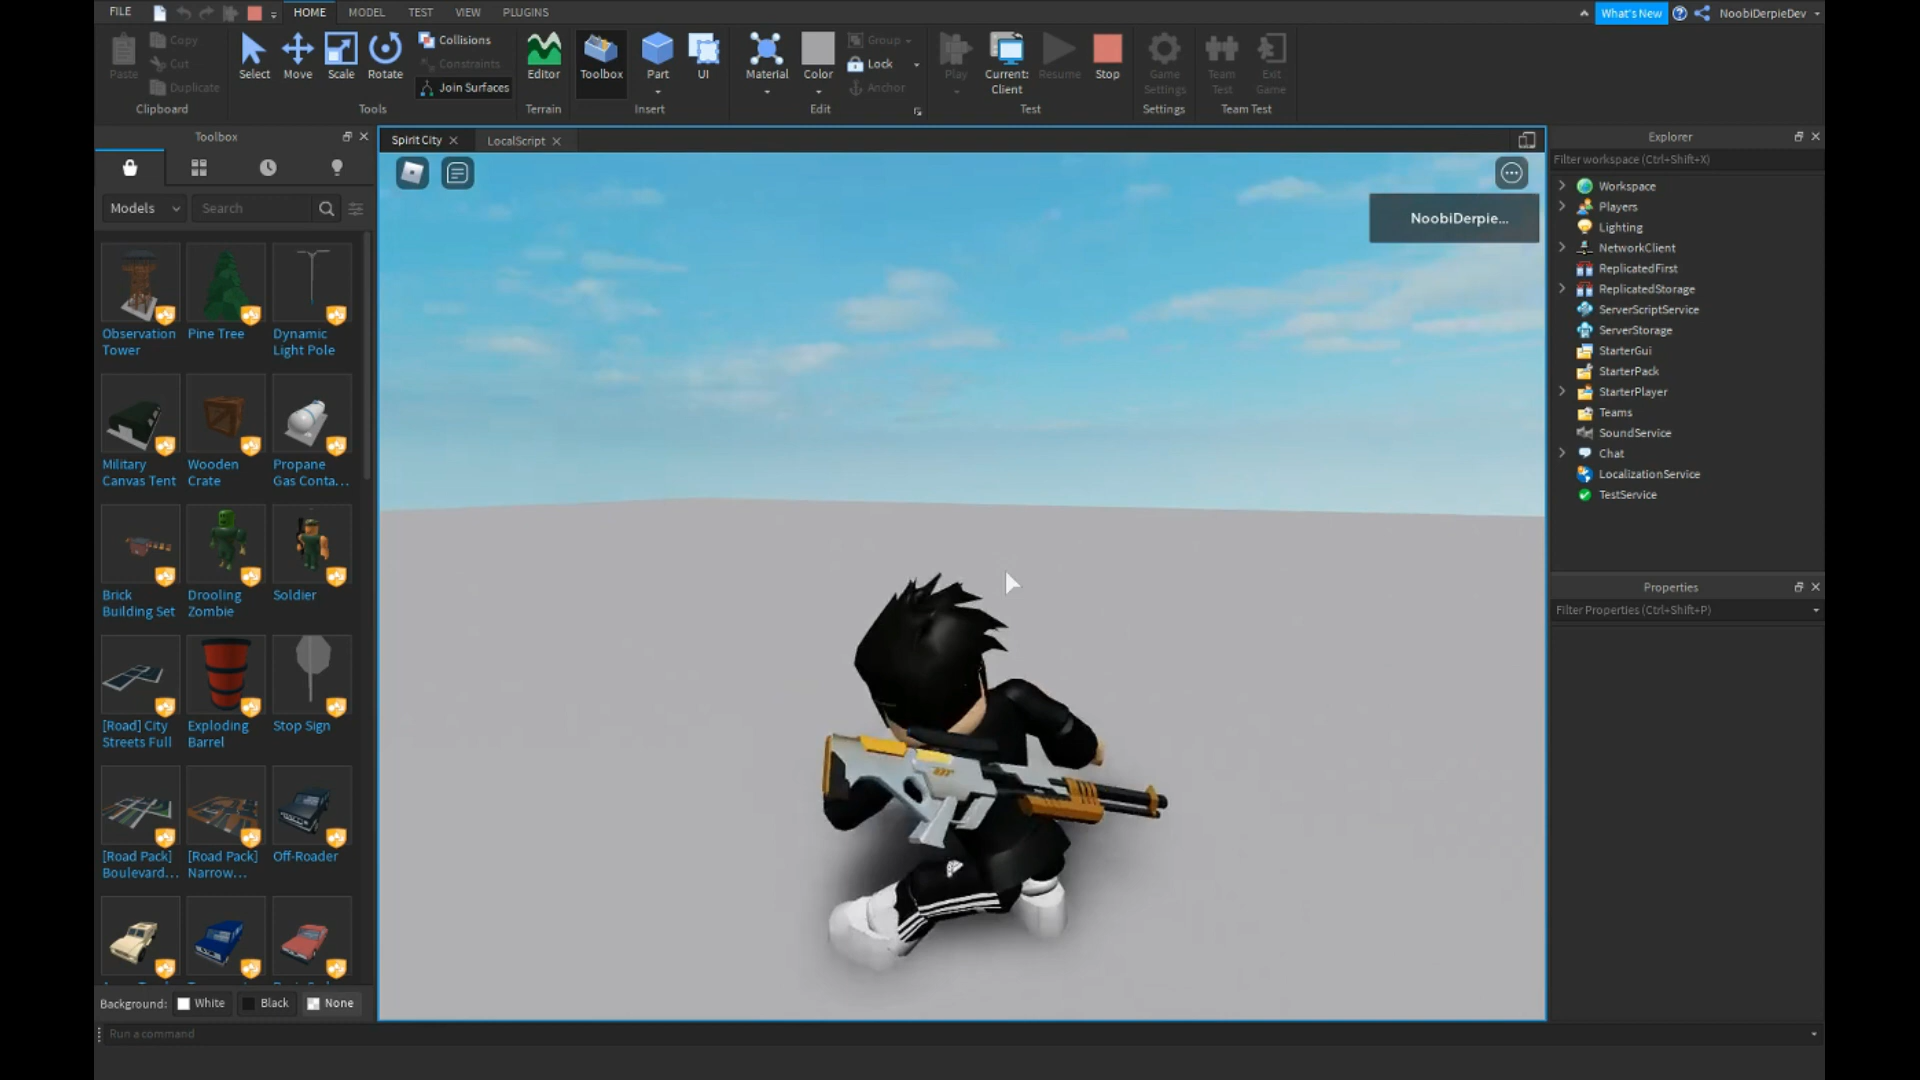 FILE HOME MODEL TEST VIEW PLUGINS What's New NoobiDerpieDev
Paste Copy Cut Duplicate
Clipboard
Select Move Scale Rotate Collisions Constraints Join Surfaces
Tools
Editor
Terrain
Toolbox Part UI
Insert
Material Color Group Lock Anchor
Edit
Play Current: Client Resume Stop
Test
Game Settings
Settings
Team Test Exit Game
Team Test
Toolbox
Models Search
Observation Tower
Pine Tree
Dynamic Light Pole
Military Canvas Tent
Wooden Crate
Propane Gas Conta...
Brick Building Set
Drooling Zombie
Soldier
[Road] City Streets Full
Exploding Barrel
Stop Sign
[Road Pack] Boulevard...
[Road Pack] Narrow...
Off-Roader
Background: White Black None
Run a command
Spirit City LocalScript
NoobiDerpie...
Explorer
Filter workspace (Ctrl+Shift+X)
Workspace
Players
Lighting
NetworkClient
ReplicatedFirst
ReplicatedStorage
ServerScriptService
ServerStorage
StarterGui
StarterPack
StarterPlayer
Teams
SoundService
Chat
LocalizationService
TestService
Properties
Filter Properties (Ctrl+Shift+P)